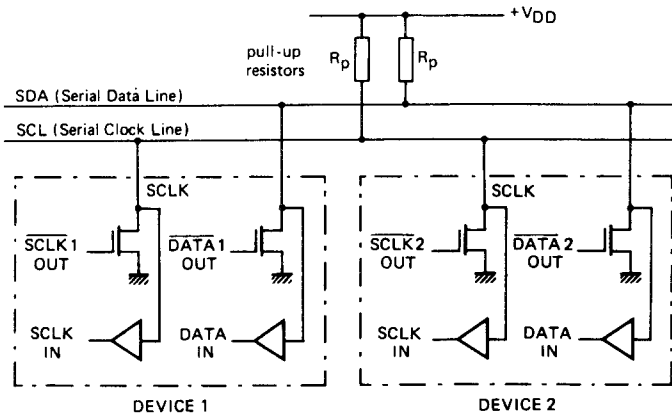 +VDD
pull-up
resistors
Rp
Rp
SDA (Serial Data Line)
SCL (Serial Clock Line)
SCLK
SCLK
SCLK1
OUT
DATA1
OUT
SCLK2
OUT
DATA2
OUT
SCLK
IN
DATA
IN
SCLK
IN
DATA
IN
DEVICE 1
DEVICE 2